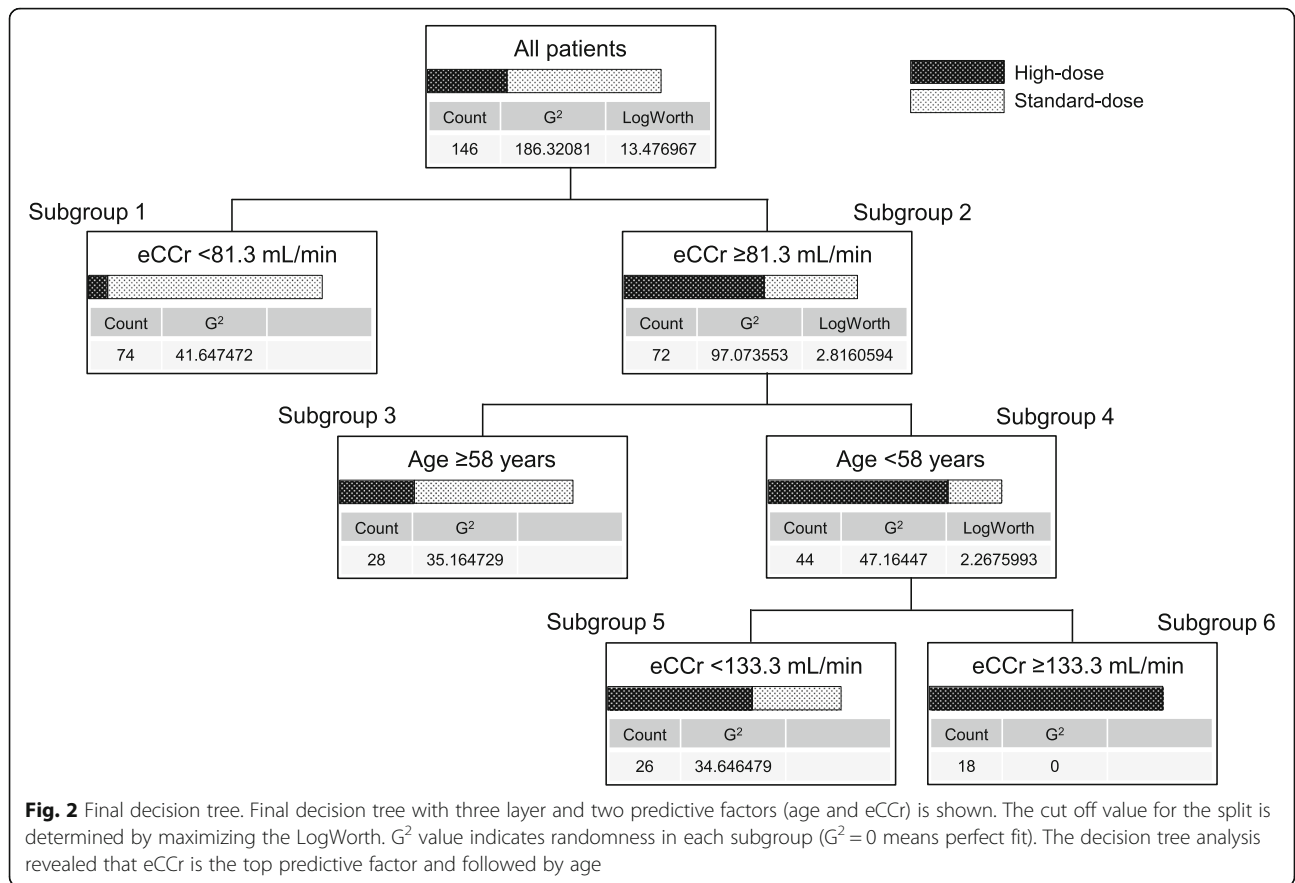 All patients
High-dose
Standard-dose
Count G² LogWorth
146 186.32081 13.476967
Subgroup 1
Subgroup 2
eCCr <81.3 mL/min
eCCr ≥81.3 mL/min
Count G²
Count G² LogWorth
74 41.647472
72 97.073553 2.8160594
Subgroup 3
Subgroup 4
Age ≥58 years
Age <58 years
Count G²
Count G² LogWorth
28 35.164729
44 47.16447 2.2675993
Subgroup 5
Subgroup 6
eCCr <133.3 mL/min
eCCr ≥133.3 mL/min
Count G²
Count G²
26 34.646479
18 0
Fig. 2 Final decision tree. Final decision tree with three layer and two predictive factors (age and eCCr) is shown. The cut off value for the split is
determined by maximizing the LogWorth. G² value indicates randomness in each subgroup (G² = 0 means perfect fit). The decision tree analysis
revealed that eCCr is the top predictive factor and followed by age